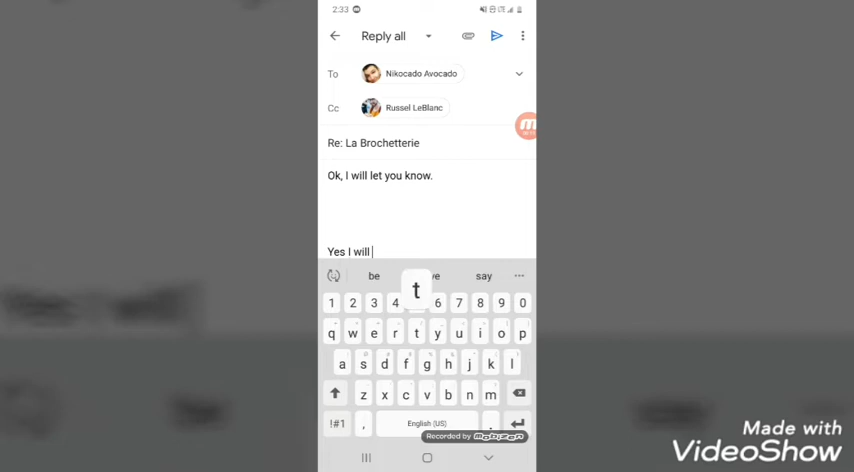 2:33
Reply all
To Nikocado Avocado
Cc Russel LeBlanc
Re: La Brochetterie
Ok, I will let you know.
Yes I will
be say
t
1 2 3 4 6 7 8 9 0
q w e r t y u i o p
a s d f g h j k l
z x c v b n m
!#1 , English (US) .
Recorded by mobizen
Made with
VideoShow